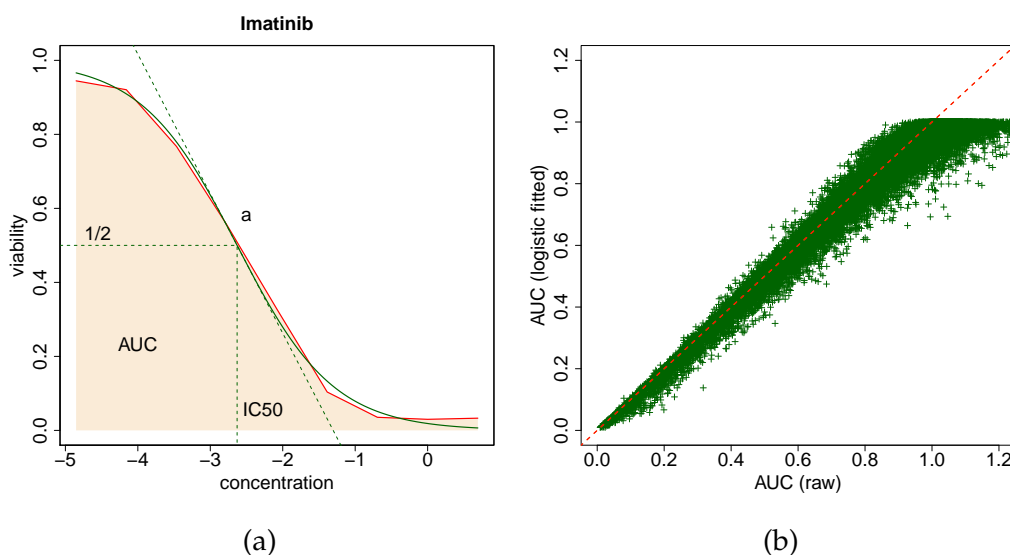 Imatinib
1.0
0.8
0.6
0.4
0.2
0.0
viability
1/2
a
AUC
IC50
−5 −4 −3 −2 −1 0
concentration
(a)
1.2
1.0
0.8
0.6
0.4
0.2
0.0
AUC (logistic fitted)
0.0 0.2 0.4 0.6 0.8 1.0 1.2
AUC (raw)
(b)